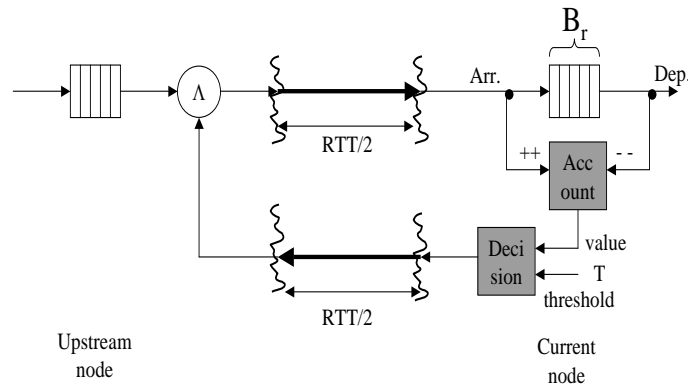 B r
Arr.
Dep.
Λ
RTT/2
++
- -
Acc
ount
Deci
sion
value
T
threshold
RTT/2
Upstream
node
Current
node